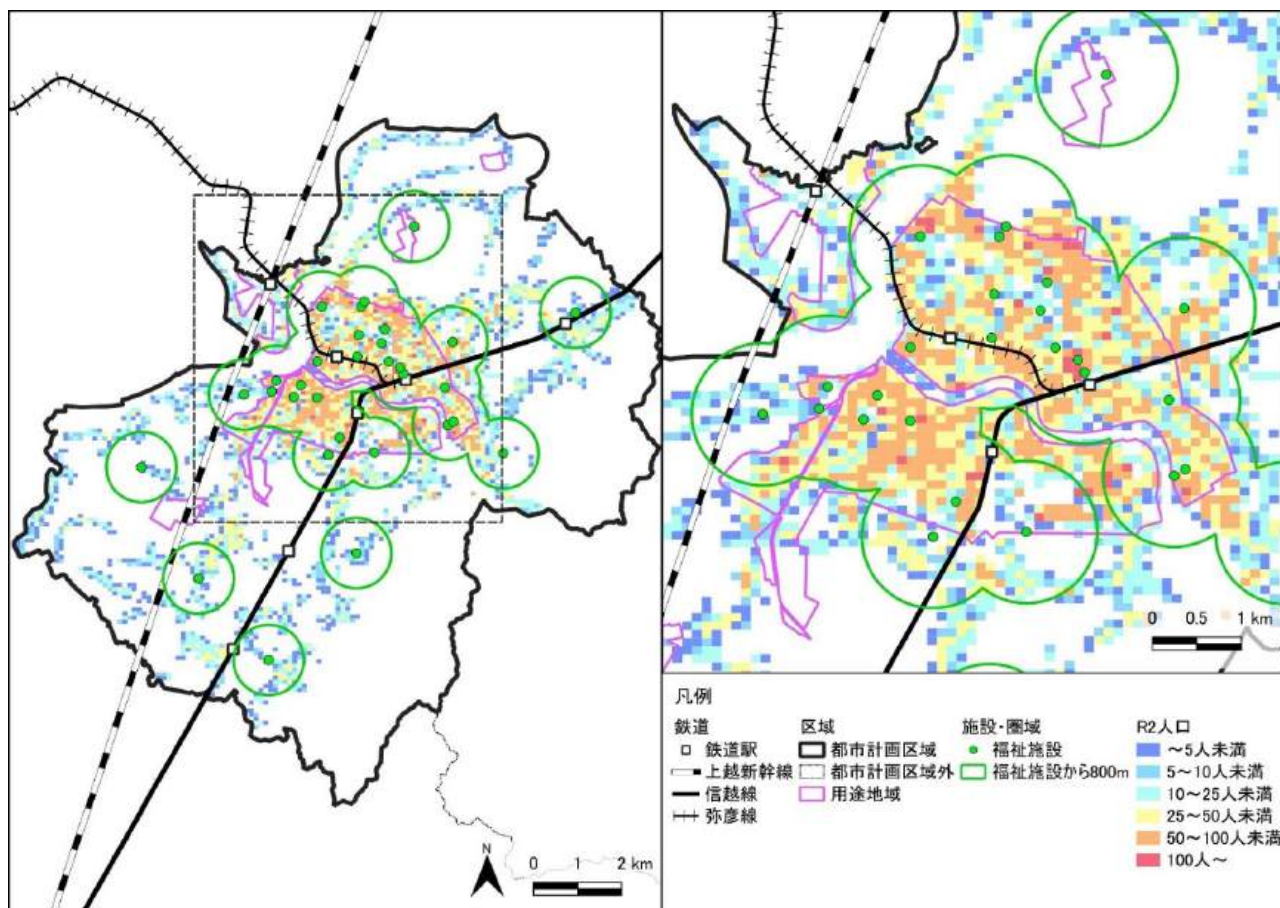 N
0 1 2 km
0 0.5 1 km
凡例
鉄道
鉄道駅
上越新幹線
信越線
弥彦線
区域
都市計画区域
都市計画区域外
用途地域
施設・圏域
福祉施設
福祉施設から800m
R2人口
～5人未満
5～10人未満
10～25人未満
25～50人未満
50～100人未満
100人～